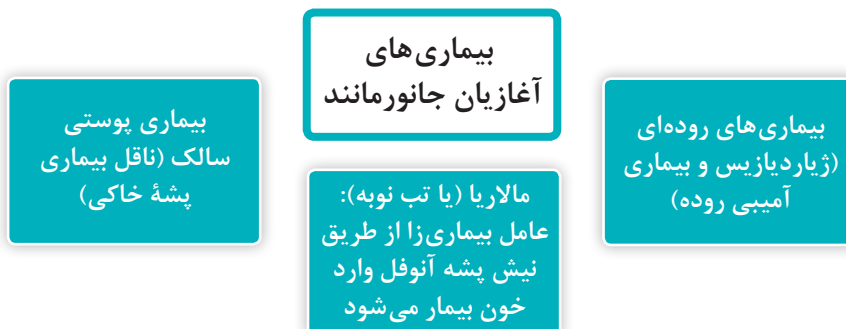 بیماری‌های
آغازیان جانورمانند
بیماری‌های روده‌ای
(ژیاردیازیس و بیماری
آمیبی روده)
مالاریا (یا تب نوبه):
عامل بیماری‌زا از طریق
نیش پشه آنوفل وارد
خون بیمار می‌شود
بیماری پوستی
سالک (ناقل بیماری
پشهٔ خاکی)